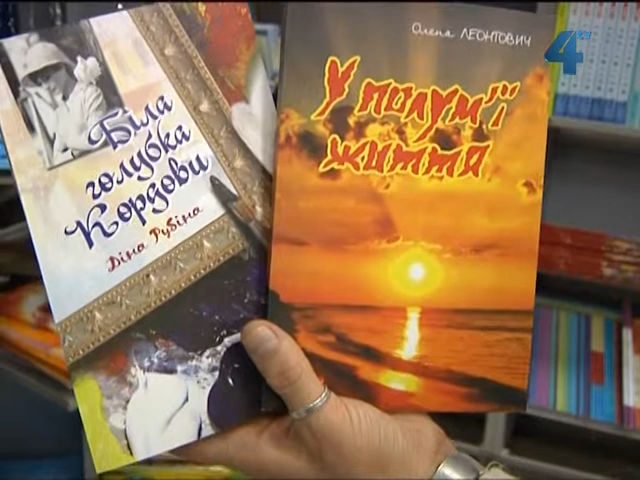 Біла
голубка
Кордови
Діна Рубіна
Олена ЛЕОНТОВИЧ
У полум'ї
життя
4